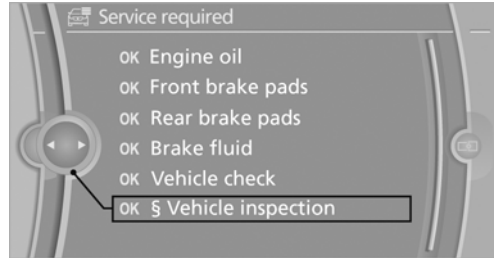 Service required
OK Engine oil
OK Front brake pads
OK Rear brake pads
OK Brake fluid
OK Vehicle check
OK § Vehicle inspection